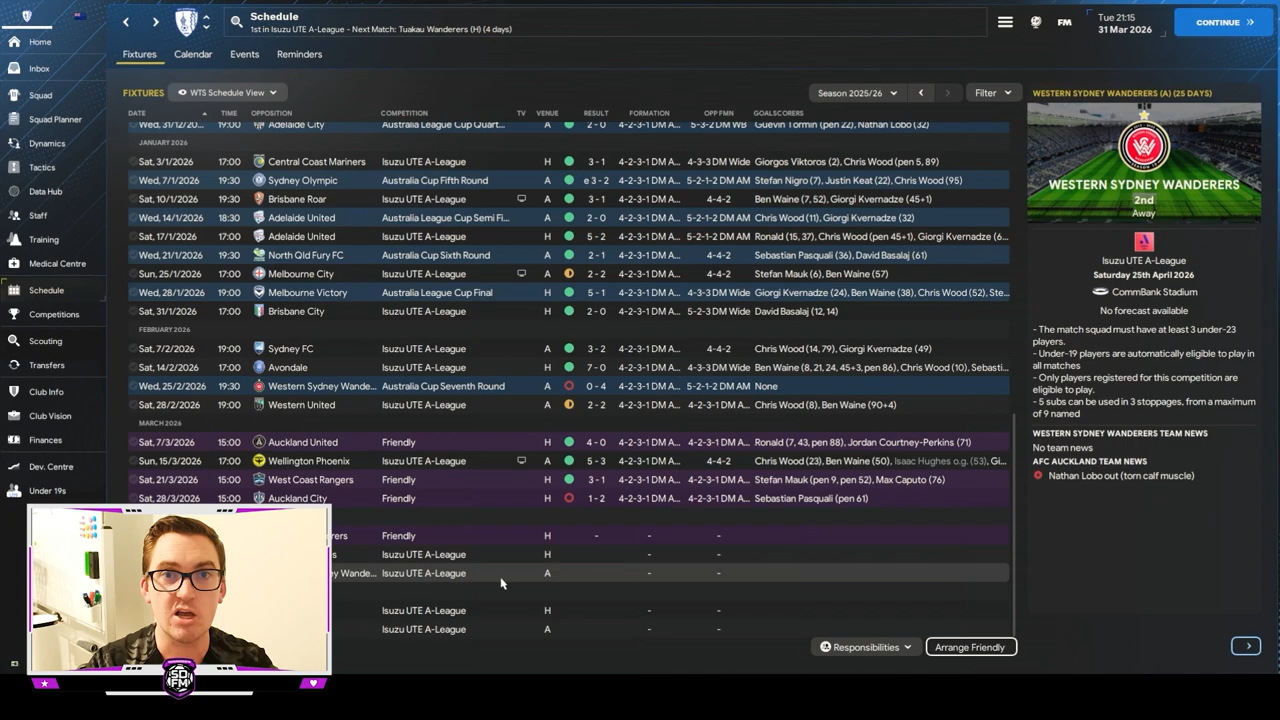 Schedule
1st in Isuzu UTE A-League - Next Match: Tuakau Wanderers (H) (4 days)
FM
Tue 21:15
31 Mar 2026
CONTINUE
Home
Inbox
Squad
Squad Planner
Dynamics
Tactics
Data Hub
Staff
Training
Medical Centre
Schedule
Competitions
Scouting
Transfers
Club Info
Club Vision
Finances
Dev. Centre
Under 19s
Fixtures Calendar Events Reminders
FIXTURES WTS Schedule View Season 2025/26 Filter
DATE TIME OPPOSITION COMPETITION TV VENUE RESULT FORMATION OPP FMN GOALSCORERS
Wed, 31/12/20... 19:00 Adelaide City Australia League Cup Quart... A 2 - 0 4-2-3-1 DM A... 5-3-2 DM WB Guevin Tormin (pen 22), Nathan Lobo (32)
JANUARY 2026
Sat, 3/1/2026 17:00 Central Coast Mariners Isuzu UTE A-League H 3 - 1 4-2-3-1 DM A... 4-3-3 DM Wide Giorgos Viktoros (2), Chris Wood (pen 5, 89)
Wed, 7/1/2026 19:00 Sydney Olympic Australia Cup Fifth Round A e 3 - 2 4-2-3-1 DM A... 5-2-1-2 DM AM Stefan Nigro (7), Justin Keat (22), Chris Wood (95)
Sat, 10/1/2026 19:00 Brisbane Roar Isuzu UTE A-League A 3 - 1 4-2-3-1 DM A... 4-4-2 Ben Waine (7, 52), Giorgi Kvernadze (45+1)
Wed, 14/1/2026 18:30 Adelaide United Australia League Cup Semi Fi... A 2 - 0 4-2-3-1 DM A... 5-2-1-2 DM AM Chris Wood (11), Giorgi Kvernadze (32)
Sat, 17/1/2026 17:00 Adelaide United Isuzu UTE A-League H 5 - 2 4-2-3-1 DM A... 5-2-1-2 DM AM Ronald (15, 37), Chris Wood (pen 45+1), Giorgi Kvernadze (6...
Wed, 21/1/2026 19:30 North Qld Fury FC Australia Cup Sixth Round H 2 - 1 4-2-3-1 DM A... 4-4-2 Sebastian Pasquali (36), David Basalaj (61)
Sun, 25/1/2026 17:00 Melbourne City Isuzu UTE A-League A 2 - 2 4-2-3-1 DM A... 4-4-2 Stefan Mauk (6), Ben Waine (57)
Wed, 28/1/2026 19:00 Melbourne Victory Australia League Cup Final H 5 - 1 4-2-3-1 DM A... 4-3-3 DM Wide Giorgi Kvernadze (24), Ben Waine (38), Chris Wood (52), Ste...
Sat, 31/1/2026 17:00 Brisbane City Isuzu UTE A-League H 2 - 0 4-2-3-1 DM A... 5-2-3 DM Wide David Basalaj (12, 14)
FEBRUARY 2026
Sat, 7/2/2026 19:00 Sydney FC Isuzu UTE A-League A 3 - 2 4-2-3-1 DM A... 4-4-2 Chris Wood (14, 79), Giorgi Kvernadze (49)
Sat, 14/2/2026 17:00 Avondale Isuzu UTE A-League H 7 - 0 4-2-3-1 DM A... 4-3-3 DM Wide Ben Waine (8, 21, 24, 45+3, pen 86), Chris Wood (10), Sebasti...
Wed, 25/2/2026 19:30 Western Sydney Wande... Australia Cup Seventh Round A 0 - 4 4-2-3-1 DM A... 5-2-1-2 DM AM None
Sat, 28/2/2026 19:00 Western United Isuzu UTE A-League A 2 - 2 4-2-3-1 DM A... 4-2-3-1 DM A... Chris Wood (8), Ben Waine (90+4)
MARCH 2026
Sat, 7/3/2026 15:00 Auckland United Friendly H 4 - 0 4-2-3-1 DM A... 4-2-3-1 DM A... Ronald (7, 43, pen 88), Jordan Courtney-Perkins (71)
Sun, 15/3/2026 17:00 Wellington Phoenix Isuzu UTE A-League A 5 - 3 4-2-3-1 DM A... 4-4-2 Chris Wood (23), Ben Waine (50), Isaac Hughes o.g. (53), Gi...
Sat, 21/3/2026 15:00 West Coast Rangers Friendly H 3 - 1 4-2-3-1 DM A... 4-2-3-1 DM A... Stefan Mauk (pen 9, pen 52), Max Caputo (76)
Sat, 28/3/2026 15:00 Auckland City Friendly H 1 - 2 4-2-3-1 DM A... 4-2-3-1 DM A... Sebastian Pasquali (pen 61)
rers Friendly H - - -
s Isuzu UTE A-League H - -
ey Wande... Isuzu UTE A-League A - -
Isuzu UTE A-League H - -
Isuzu UTE A-League A - -
Responsibilities Arrange Friendly
WESTERN SYDNEY WANDERERS (A) (25 DAYS)
WESTERN SYDNEY WANDERERS
2nd
Away
Isuzu UTE A-League
Saturday 25th April 2026
CommBank Stadium
No forecast available
- The match squad must have at least 3 under-23
players.
- Under-19 players are automatically eligible to play in
all matches
- Only players registered for this competition are
eligible to play.
- 5 subs can be used in 3 stoppages, from a maximum
of 9 named
WESTERN SYDNEY WANDERERS TEAM NEWS
No team news
AFC AUCKLAND TEAM NEWS
Nathan Lobo out (torn calf muscle)
SD
FM